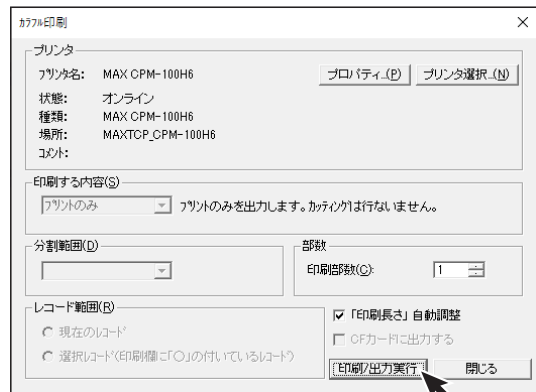 ｶﾗﾌﾙ印刷
プリンタ
ﾌﾟﾘﾝﾀ名: MAX CPM-100H6
プロパティ..(P) プリンタ選択..(N)
状態: オンライン
種類: MAX CPM-100H6
場所: MAXTCP_CPM-100H6
ｺﾒﾝﾄ:
印刷する内容(S)
ﾌﾟﾘﾝﾄのみ ﾌﾟﾘﾝﾄのみを出力します。ｶｯﾃｨﾝｸﾞは行ないません。
分割範囲(D)
部数
印刷部数(C): 1
レコード範囲(R)
現在のﾚｺｰﾄﾞ
選択ﾚｺｰﾄﾞ(印刷欄に「○」の付いているﾚｺｰﾄﾞ)
「印刷長さ」自動調整
CFｶｰﾄﾞに出力する
印刷/出力実行 閉じる